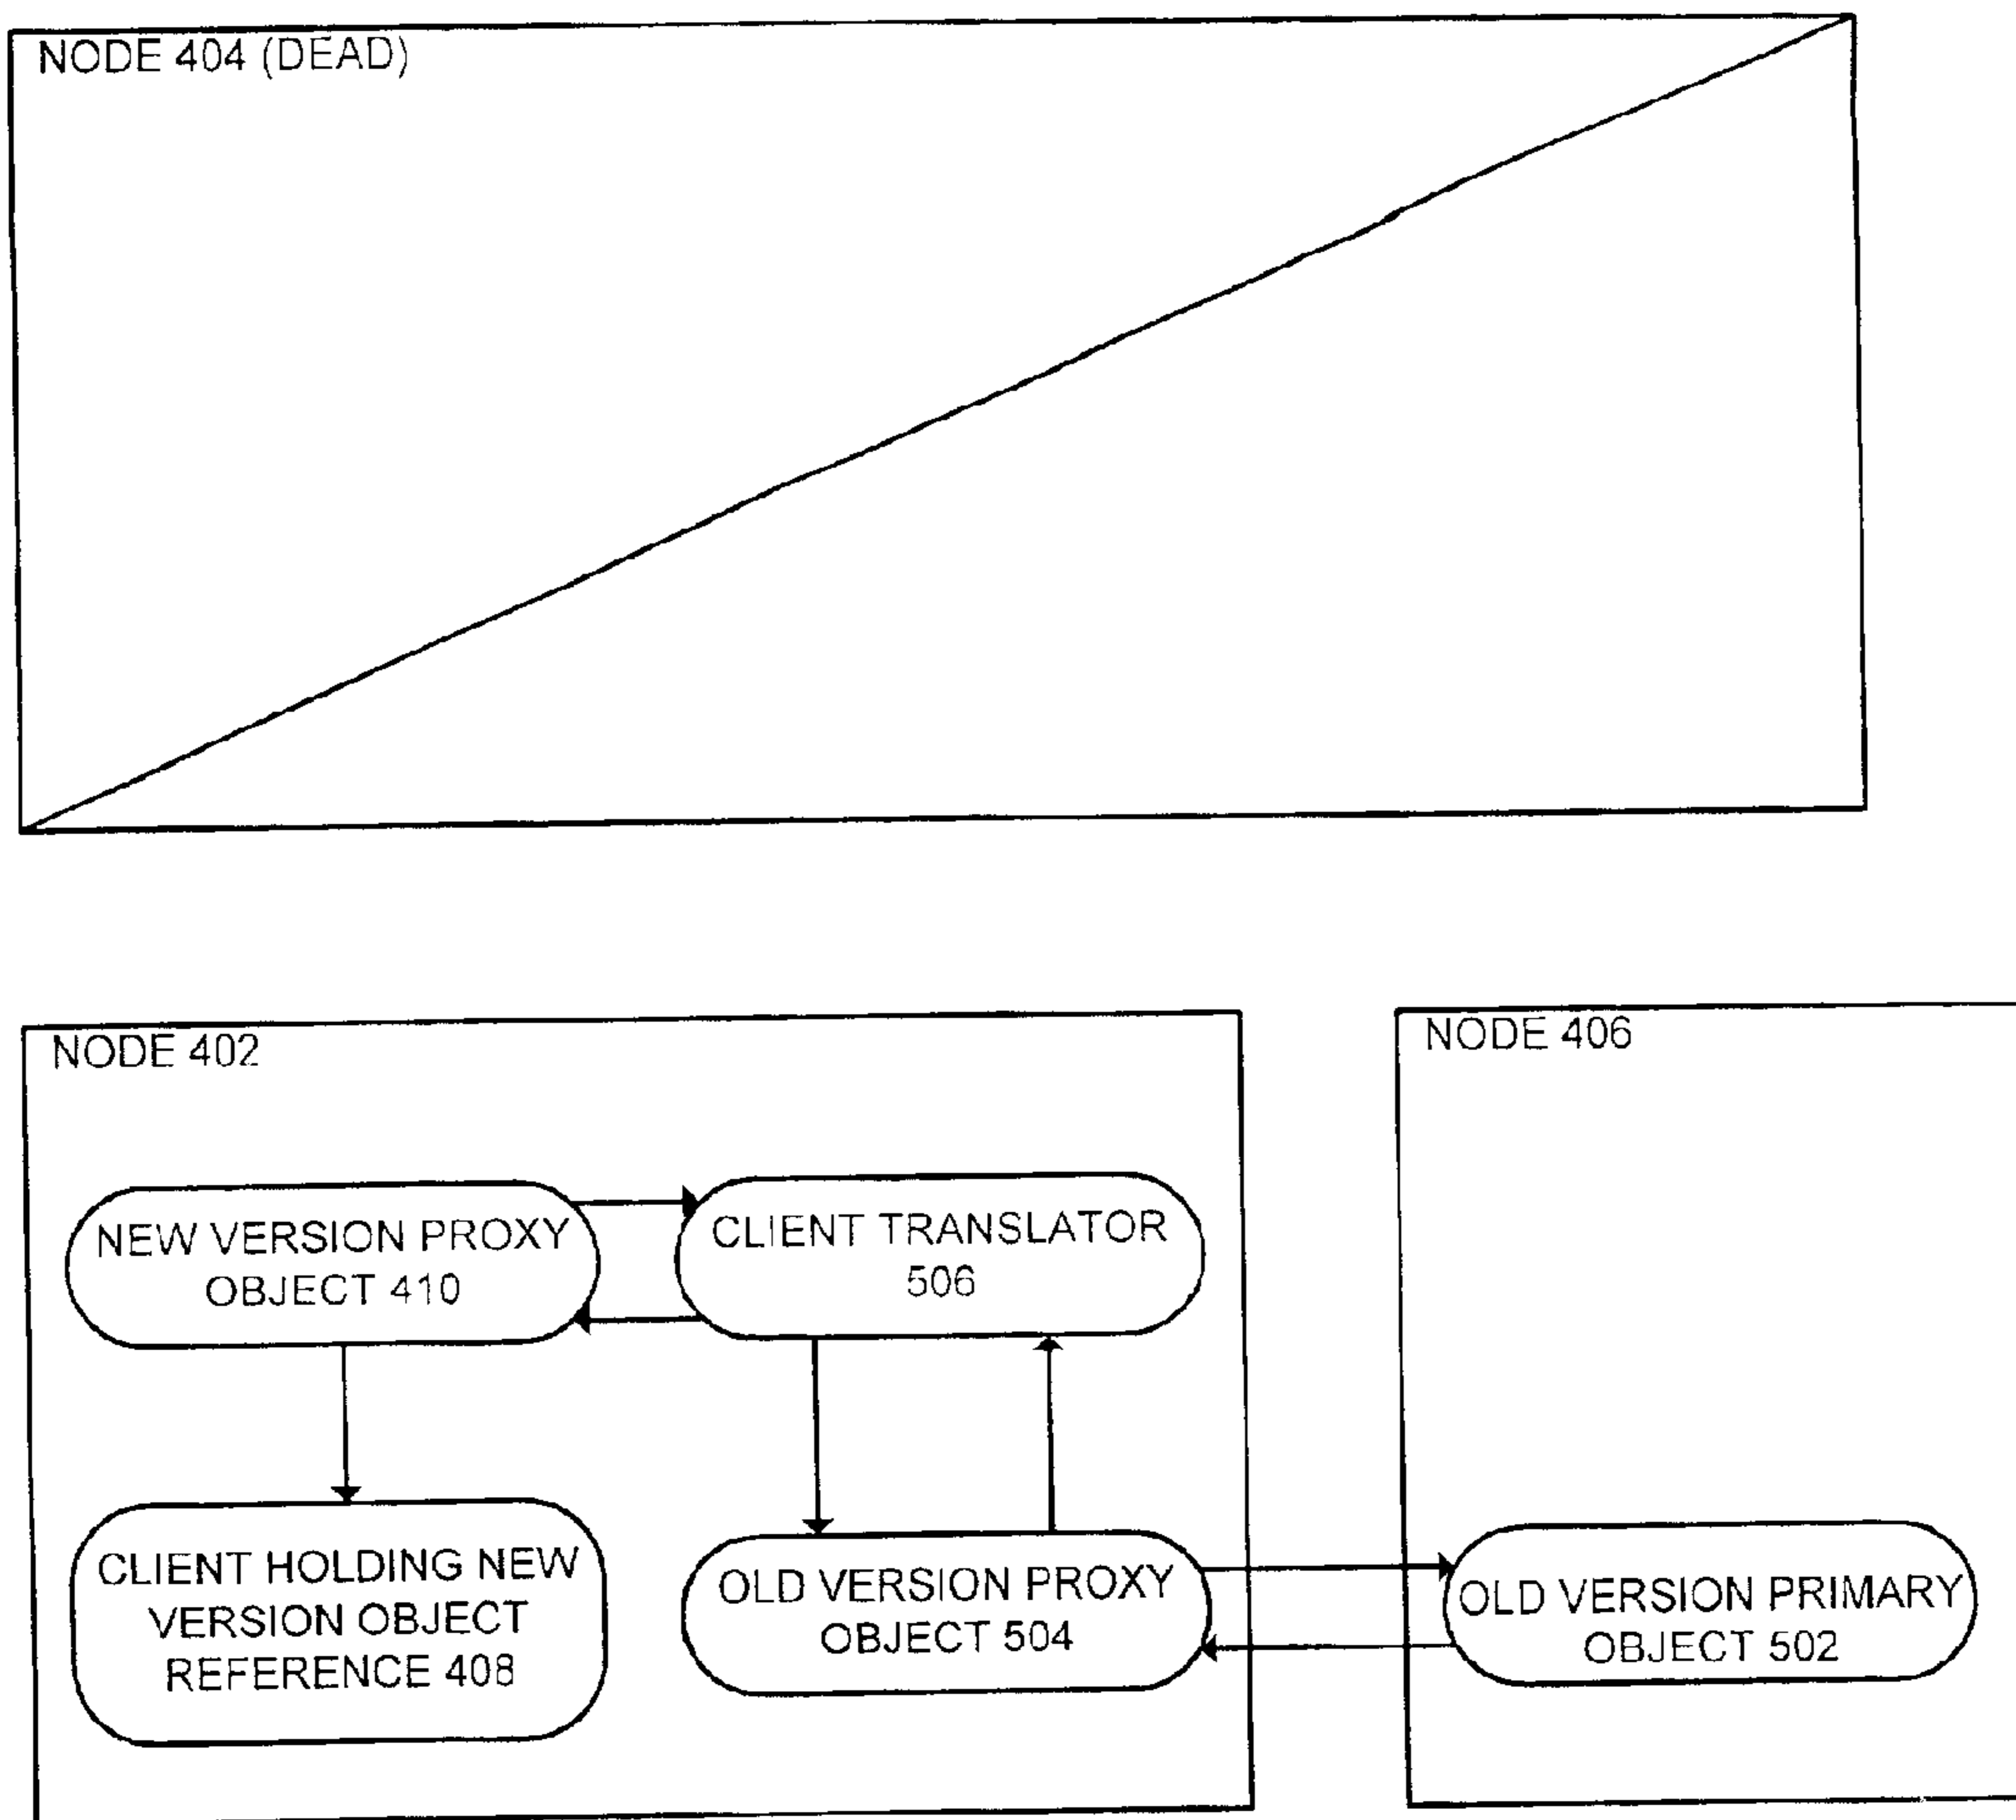 NODE 404 (DEAD)
NODE 402
NODE 406
NEW VERSION PROXY
OBJECT 410
CLIENT TRANSLATOR
506
CLIENT HOLDING NEW
VERSION OBJECT
REFERENCE 408
OLD VERSION PROXY
OBJECT 504
OLD VERSION PRIMARY
OBJECT 502